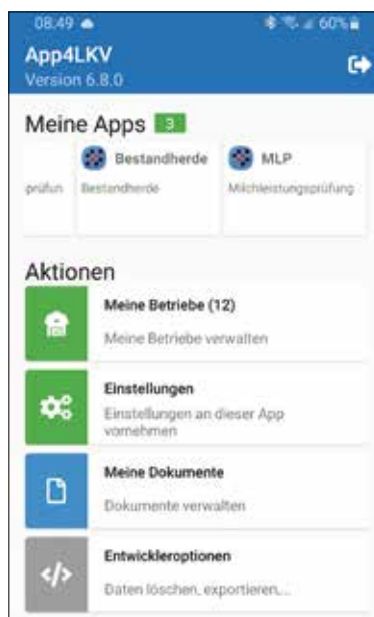 08.49 60%
App4LKV
Version 6.8.0
Meine Apps 3
Bestandherde MLP
prüfun Bestandherde Milchleistungsprüfung
Aktionen
Meine Betriebe (12)
Meine Betriebe verwalten
Einstellungen
Einstellungen an dieser App
vornehmen
Meine Dokumente
Dokumente verwalten
Entwickleroptionen
Daten löschen, exportieren,...